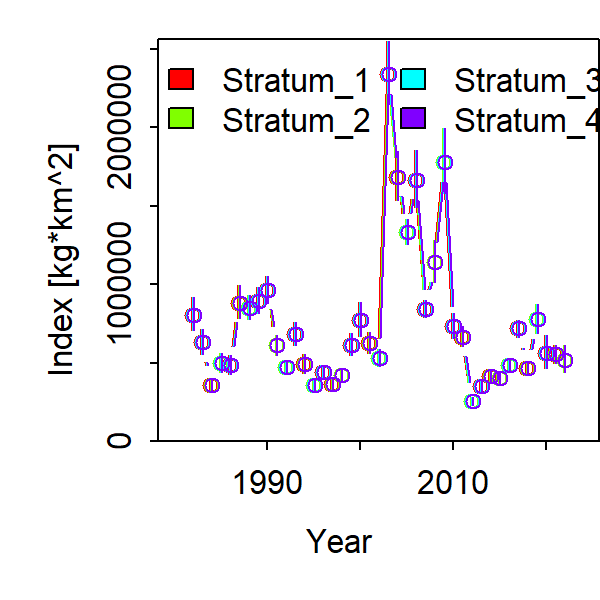 Stratum_1 Stratum_3
Stratum_2 Stratum_4
Index [kg*km^2]
0 1000000 2000000
1990 2010
Year